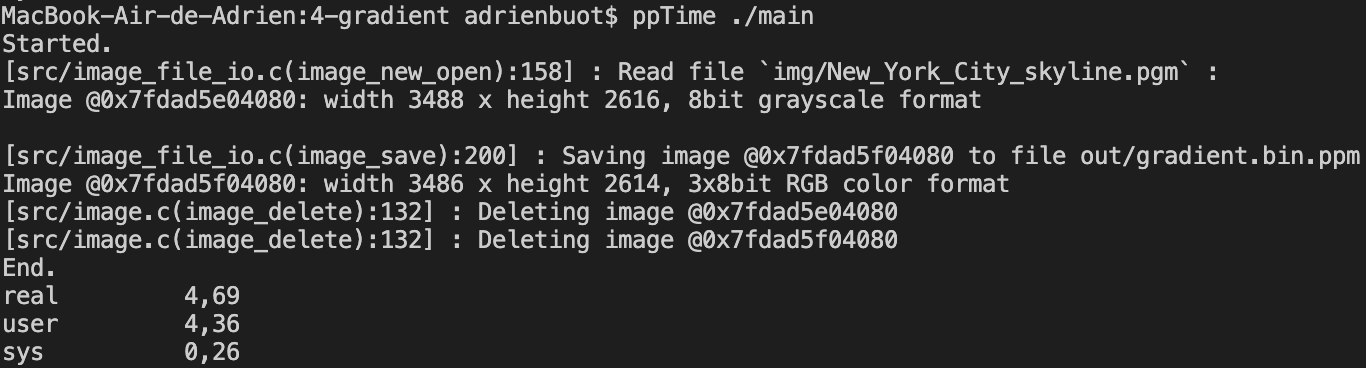 MacBook-Air-de-Adrien:4-gradient adrienbuot$ ppTime ./main
Started.
[src/image_file_io.c(image_new_open):158] : Read file `img/New_York_City_skyline.pgm` :
Image @0x7fdad5e04080: width 3488 x height 2616, 8bit grayscale format
[src/image_file_io.c(image_save):200] : Saving image @0x7fdad5f04080 to file out/gradient.bin.ppm
Image @0x7fdad5f04080: width 3486 x height 2614, 3x8bit RGB color format
[src/image.c(image_delete):132] : Deleting image @0x7fdad5e04080
[src/image.c(image_delete):132] : Deleting image @0x7fdad5f04080
End.
real 4,69
user 4,36
sys 0,26